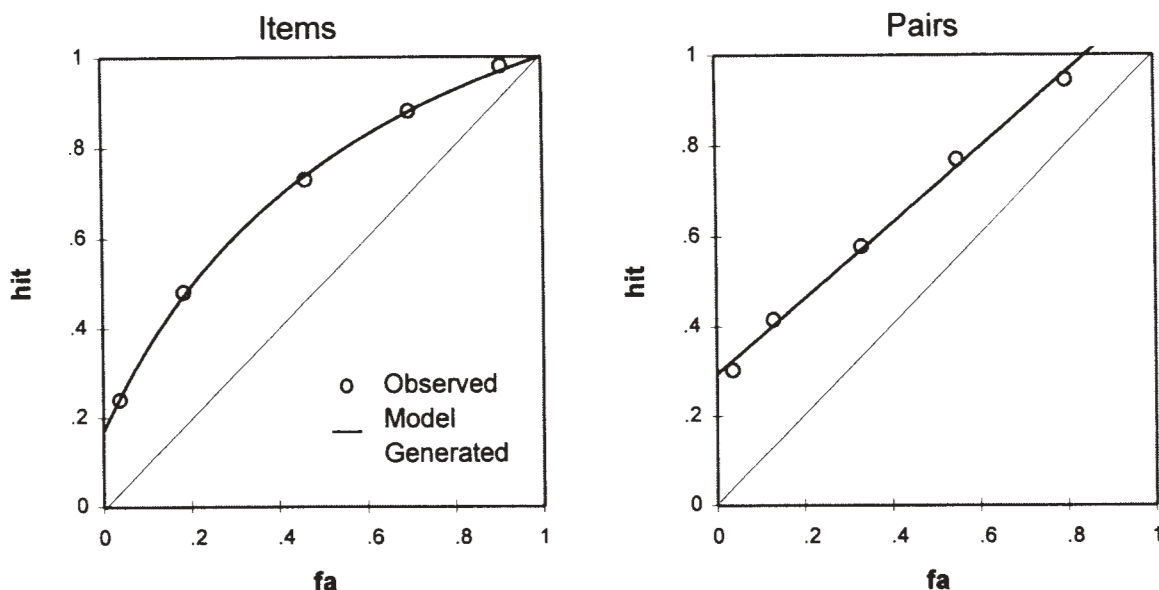 Items
1
.8
.6
.4
.2
0
hit
Observed
Model
Generated
0 .2 .4 .6 .8 1
fa
Pairs
1
.8
.6
.4
.2
0
hit
0 .2 .4 .6 .8 1
fa